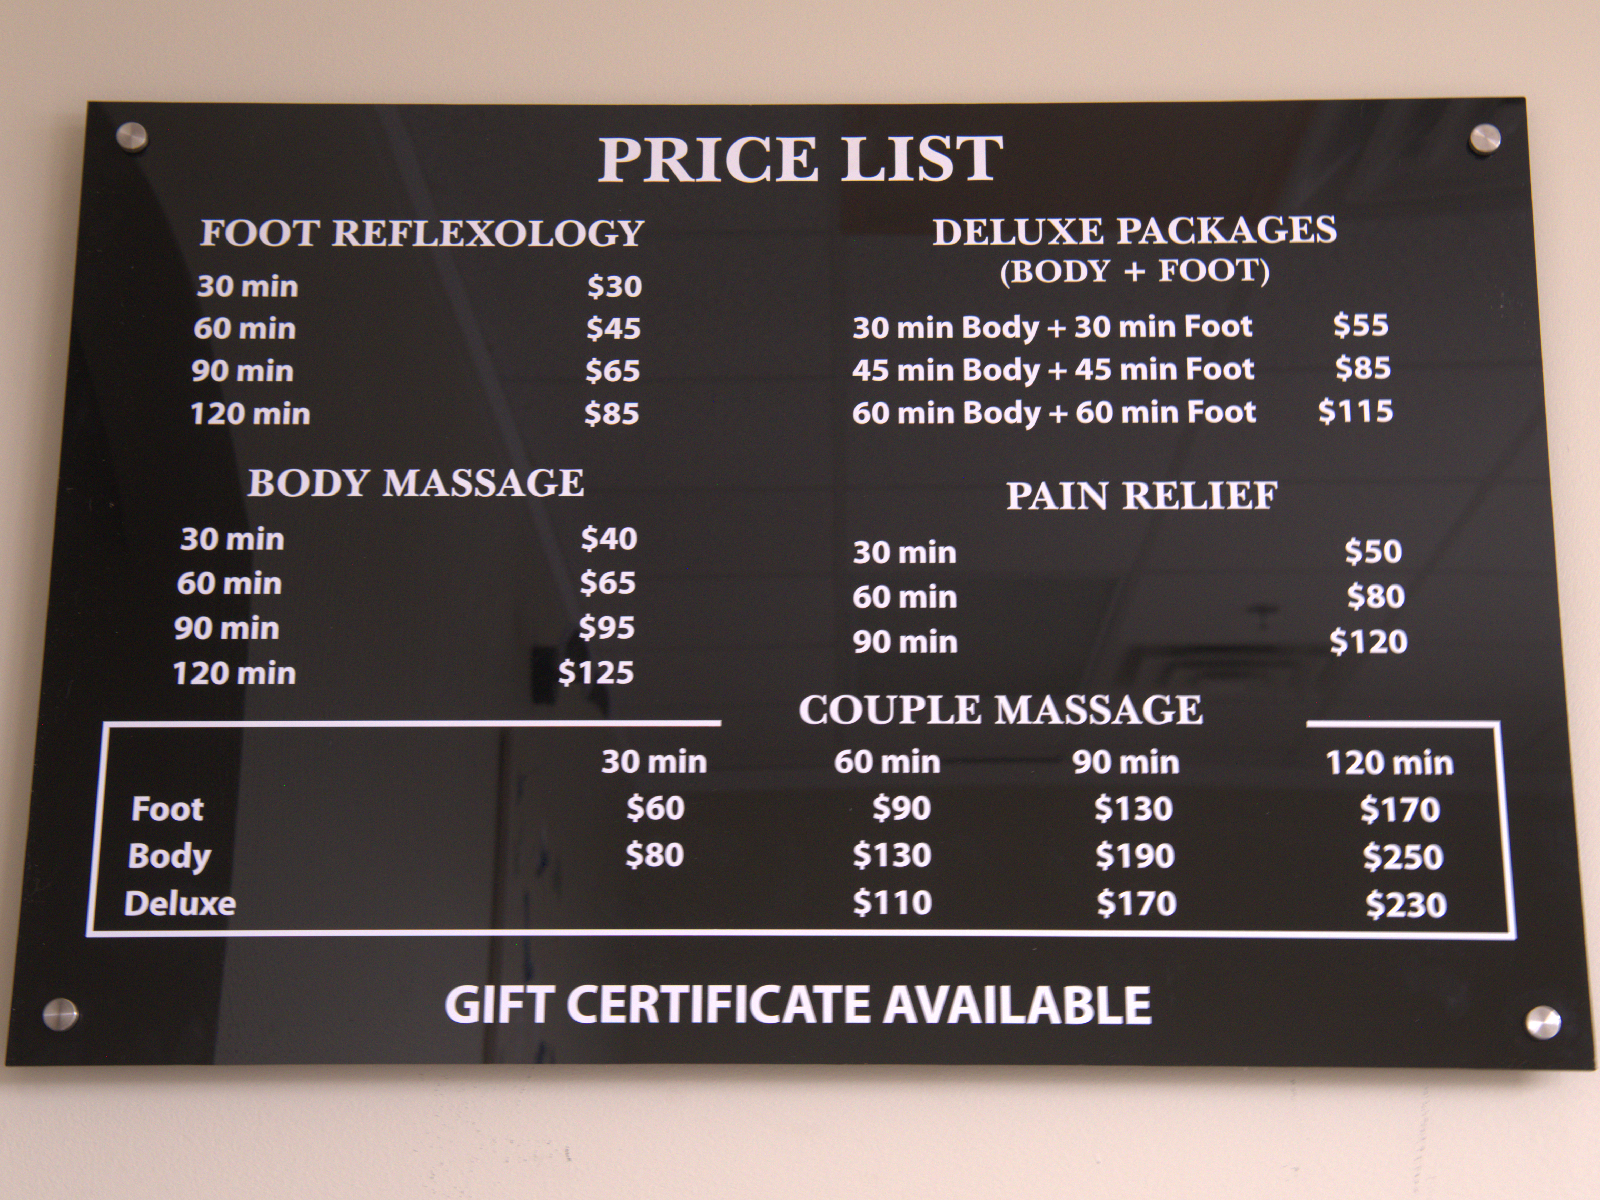 PRICE LIST
FOOT REFLEXOLOGY
30 min $30
60 min $45
90 min $65
120 min $85
BODY MASSAGE
30 min $40
60 min $65
90 min $95
120 min $125
DELUXE PACKAGES
(BODY + FOOT)
30 min Body + 30 min Foot $55
45 min Body + 45 min Foot $85
60 min Body + 60 min Foot $115
PAIN RELIEF
30 min $50
60 min $80
90 min $120
COUPLE MASSAGE
30 min 60 min 90 min 120 min
Foot $60 $90 $130 $170
Body $80 $130 $190 $250
Deluxe $110 $170 $230
GIFT CERTIFICATE AVAILABLE